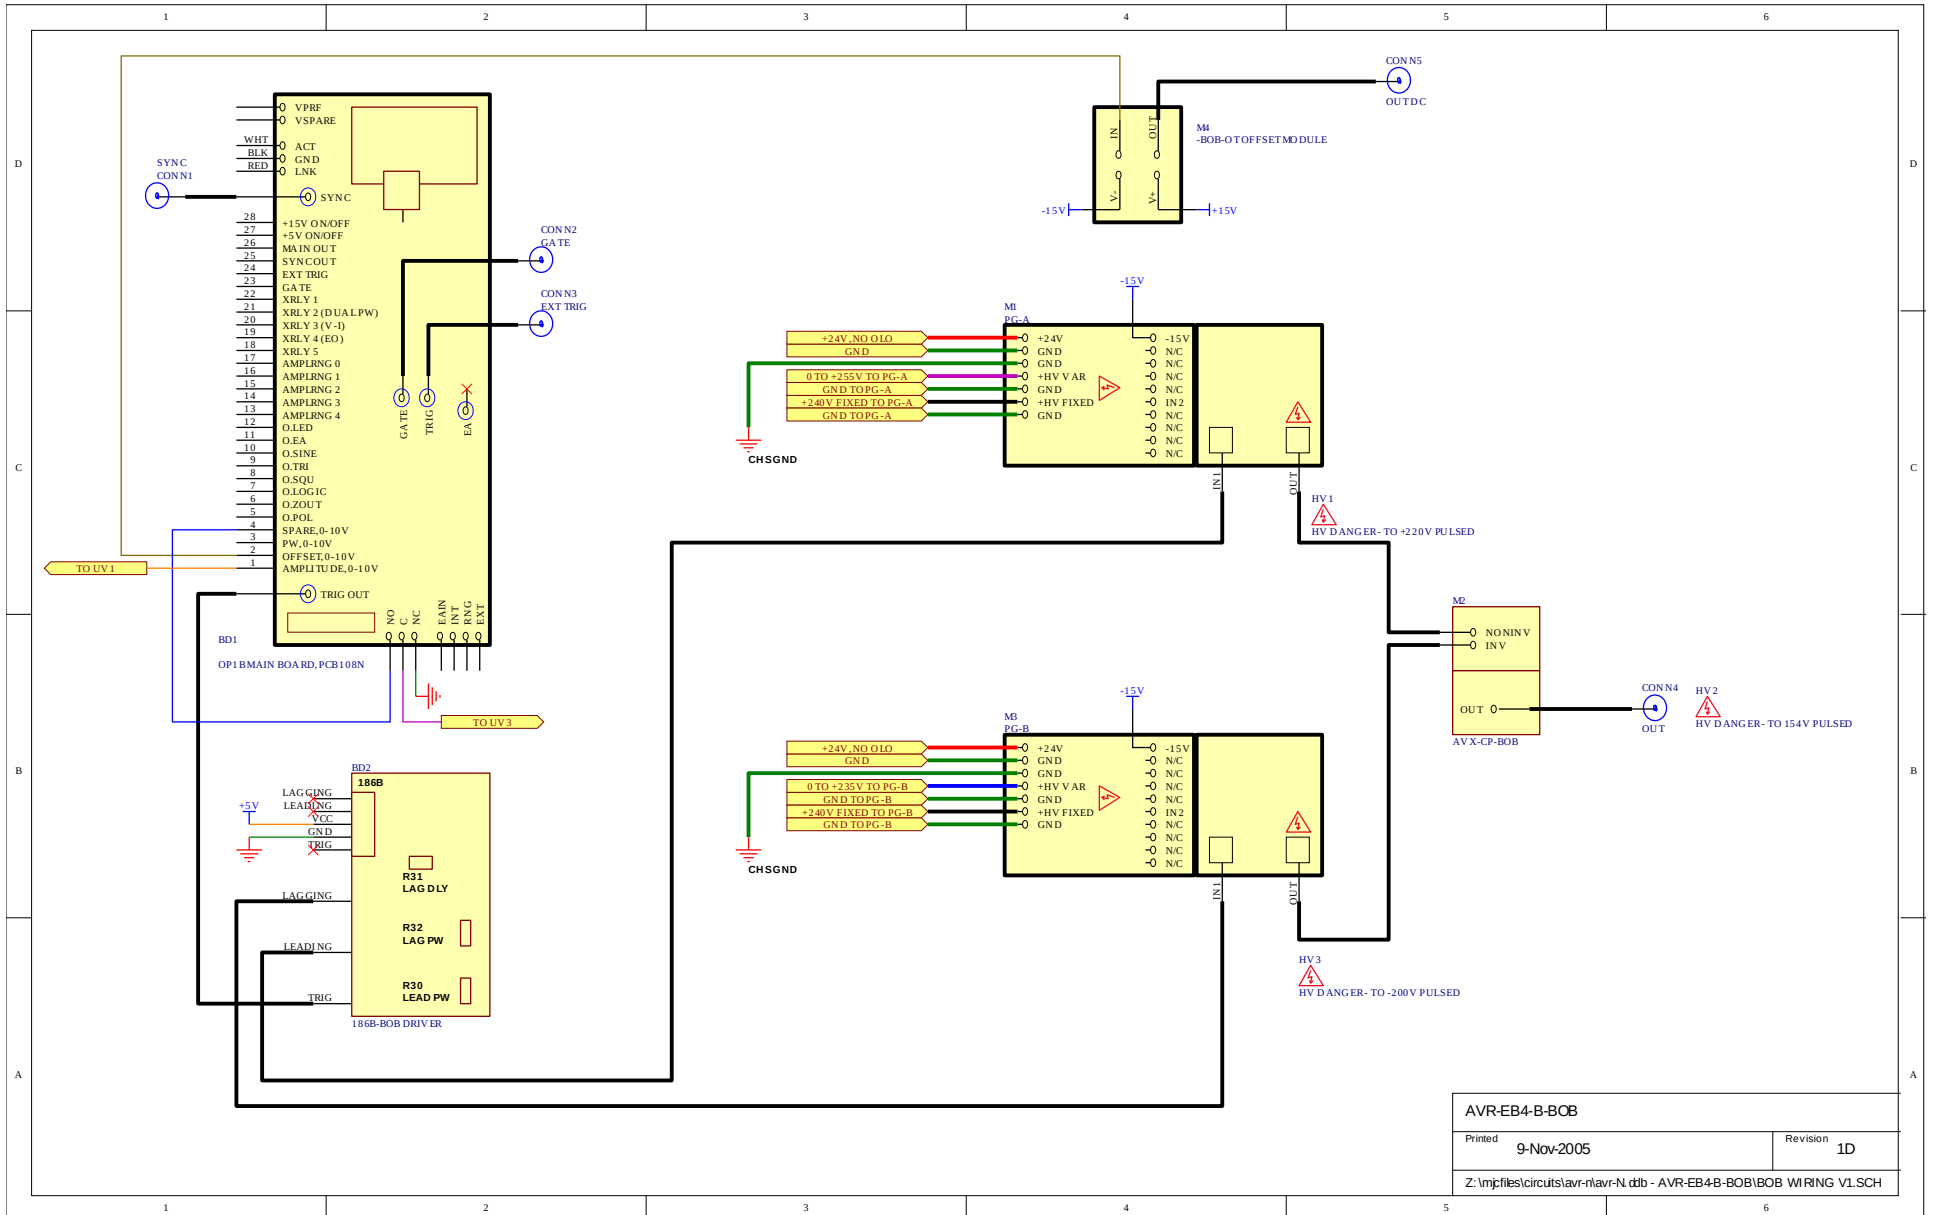 1 2 3 4 5 6
D
C
B
A
VPRF
VSPARE
WHT ACT
BLK GND
RED LNK
SYNC
CONN1
SYNC
28 +15V ON/OFF
27 +5V ON/OFF
26 MAIN OUT
25 SYNC OUT
24 EXT TRIG
23 GATE
22 XRLY 1
21 XRLY 2 (DUAL PW)
20 XRLY 3 (V-I)
19 XRLY 4 (EO)
18 XRLY 5
17 AMPLRNG 0
16 AMPLRNG 1
15 AMPLRNG 2
14 AMPLRNG 3
13 AMPLRNG 4
12 O.LED
11 O.EA
10 O.SINE
9 O.TRI
8 O.SQU
7 O.LOGIC
6 O.ZOUT
5 O.POL
4 SPARE, 0-10V
3 PW, 0-10V
2 OFFSET, 0-10V
1 AMPLITUDE, 0-10V
TO UV1
TRIG OUT
GATE
TRIG
EA
NO
C
NC
EAIN
INT
RNG
EXT
BD1
OP1B MAIN BOARD, PCB108N
TO UV3
CONN2
GATE
CONN3
EXT TRIG
BD2
186B
LAGGING
LEADING
VCC
GND
TRIG
+5V
R31
LAG DLY
LAGGING
R32
LAG PW
LEADING
R30
LEAD PW
TRIG
186B-BOB DRIVER
CONN5
OUT DC
IN
OUT
V-
V+
M4
-BOB-OT OFFSET MODULE
-15V
+15V
-15V
M1
PG-A
+24V, NO OLO
GND
0 TO +255V TO PG-A
GND TO PG-A
+240V FIXED TO PG-A
GND TO PG-A
+24V
GND
GND
+HV VAR
GND
+HV FIXED
GND
-15V
N/C
N/C
N/C
N/C
IN2
N/C
N/C
N/C
N/C
CHSGND
IN1
OUT
HV1
HV DANGER - TO +220V PULSED
M2
NONINV
INV
OUT
AVX-CP-BOB
CONN4
OUT
HV2
HV DANGER - TO 154V PULSED
-15V
M3
PG-B
+24V, NO OLO
GND
0 TO +235V TO PG-B
GND TO PG-B
+240V FIXED TO PG-B
GND TO PG-B
+24V
GND
GND
+HV VAR
GND
+HV FIXED
GND
-15V
N/C
N/C
N/C
N/C
IN2
N/C
N/C
N/C
N/C
CHSGND
IN1
OUT
HV3
HV DANGER - TO -200V PULSED
AVR-EB4-B-BOB
Printed 9-Nov-2005
Revision 1D
Z:\mjcfiles\circuits\avr-n\avr-N.ddb - AVR-EB4-B-BOB\BOB WIRING V1.SCH
D
C
B
A
1 2 3 4 5 6